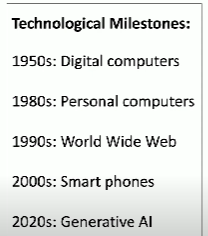 Technological Milestones:
1950s: Digital computers
1980s: Personal computers
1990s: World Wide Web
2000s: Smart phones
2020s: Generative AI